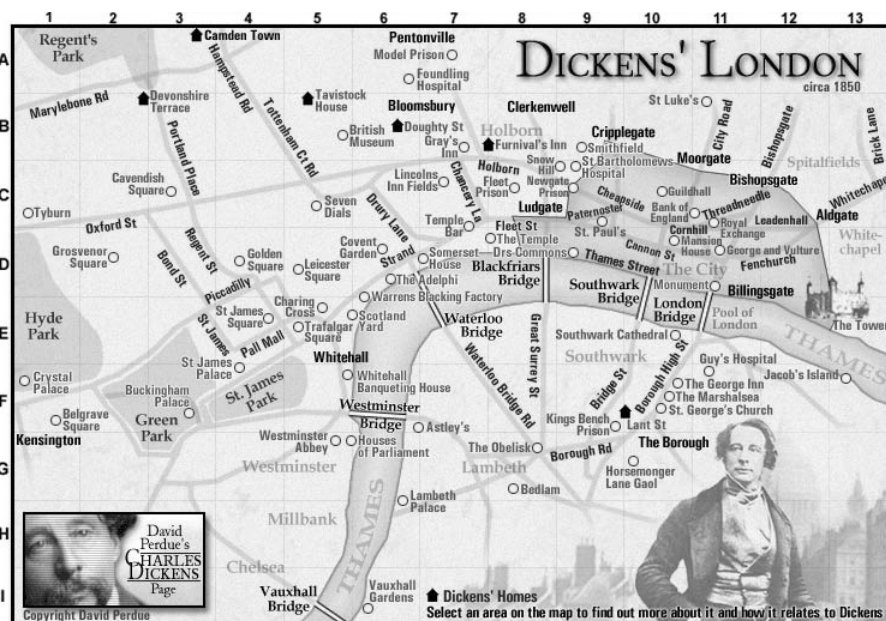 1 2 3 4 5 6 7 8 9 10 11 12 13
A
B
C
D
E
F
G
H
I
DICKENS' LONDON
circa 1850
Regent's
Park
Camden Town
Pentonville
Model Prison
Foundling
Hospital
Marylebone Rd
Devonshire
Terrace
Hampstead Rd
Tavistock
House
Bloomsbury
Clerkenwell
St Luke's
City Road
Bishopsgate
Brick Lane
Portland Place
Tottenham Ct Rd
British
Museum
Doughty St
Gray's
Inn
Holborn
Furnival's Inn
Cripplegate
Smithfield
Moorgate
Spitalfields
Snow
Hill
St Bartholomews
Hospital
Holborn
Cavendish
Square
Lincolns
Inn Fields
Chancery La
Fleet
Prison
Newgate
Prison
Cheapside
Guildhall
Bishopsgate
Whitechapel
Tyburn
Seven
Dials
Drury Lane
Ludgate
Paternoster
St. Paul's
Bank of
England
Threadneedle
Royal
Exchange
Leadenhall
Aldgate
Oxford St
Temple
Bar
Fleet St
The Temple
Cornhill
Mansion
House
George and Vulture
White-
chapel
Grosvenor
Square
Bond St
Regent St
Golden
Square
Leicester
Square
Covent
Garden
Strand
Somerset
House
Drs Commons
Cannon St
Thames Street
The City
Fenchurch
Piccadilly
The Adelphi
Blackfriars
Bridge
Southwark
Bridge
Monument
Billingsgate
London
Bridge
Pool of
London
The Tower
Hyde
Park
St James
St James
Square
Charing
Cross
Warrens Blacking Factory
Scotland
Yard
Trafalgar
Square
Pall Mall
Waterloo
Bridge
Great Surrey St
Southwark Cathedral
Southwark
THAMES
St James
Palace
Whitehall
Whitehall
Banqueting House
Waterloo Bridge Rd
Bridge St
Borough High St
Guy's Hospital
Jacob's Island
Crystal
Palace
Buckingham
Palace
St. James
Park
The George Inn
The Marshalsea
St. George's Church
Green
Park
Belgrave
Square
Westminster
Bridge
Astley's
Kings Bench
Prison
Lant St
Kensington
Westminster
Abbey
Houses
of Parliament
The Obelisk
Borough Rd
The Borough
Westminster
Lambeth
Horsemonger
Lane Gaol
Bedlam
THAMES
Lambeth
Palace
Millbank
David
Perdue's
CHARLES
DICKENS
Page
Chelsea
Vauxhall
Bridge
Vauxhall
Gardens
Dickens' Homes
Copyright David Perdue
Select an area on the map to find out more about it and how it relates to Dickens